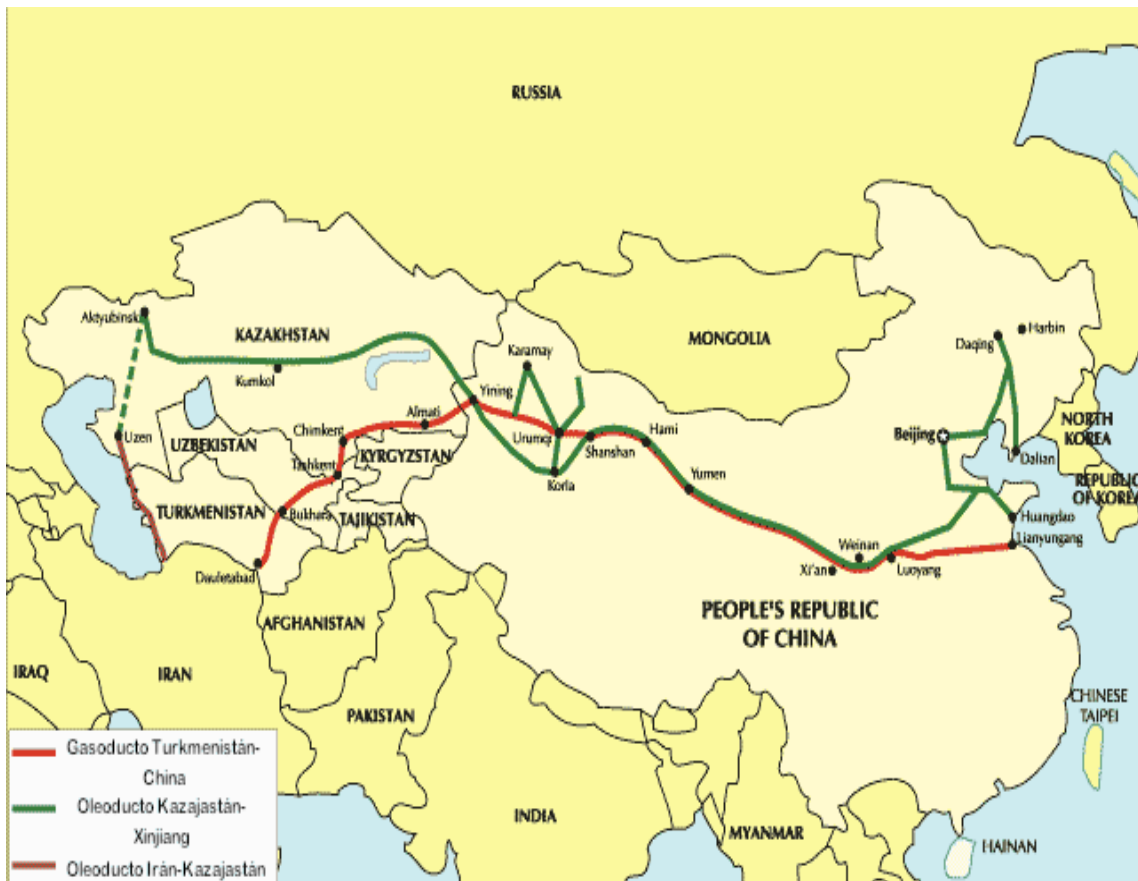 RUSSIA
Aktyubinsk
KAZAKHSTAN
MONGOLIA
Harbin
Daqing
Karamay
Kumkol
Yining
NORTH
KOREA
Almati
Uzen
UZBEKISTAN
Chimkent
Urumqi
Hami
Beijing
Shanshan
KYRGYZSTAN
Dalian
Tashkent
Korla
Yumen
REPUBLIC
OF KOREA
TURKMENISTAN
Bukhara
TAJIKISTAN
Huangdao
Lianyungang
Dauletabad
Weinan
Xi'an
Luoyang
AFGHANISTAN
PEOPLE'S REPUBLIC
OF CHINA
IRAQ
IRAN
PAKISTAN
CHINESE
TAIPEI
INDIA
MYANMAR
HAINAN
Gasoducto Turkmenistán-
China
Oleoducto Kazajastán-
Xinjiang
Oleoducto Irán-Kazajastán